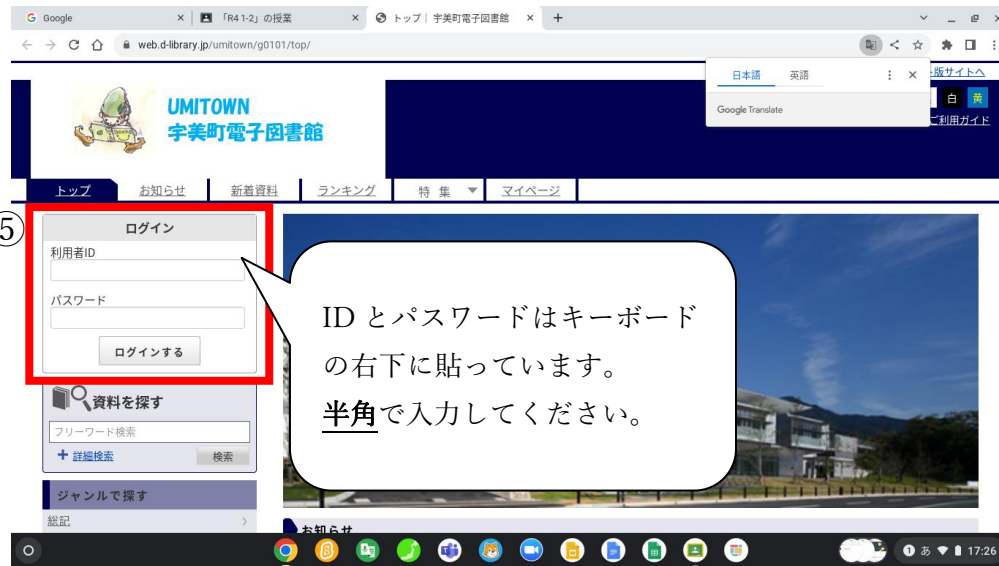 Google
「R4 1-2」の授業
トップ｜宇美町電子図書館
web.d-library.jp/umitown/g0101/top/
日本語 英語
Google Translate
版サイトへ
白 黄
ご利用ガイド
UMITOWN
宇美町電子図書館
トップ お知らせ 新着資料 ランキング 特 集 ▼ マイページ
⑤
ログイン
利用者ID
パスワード
ログインする
ID とパスワードはキーボード
の右下に貼っています。
半角で入力してください。
資料を探す
フリーワード検索
+ 詳細検索 検索
ジャンルで探す
総記
お知らせ
1 あ 17:26